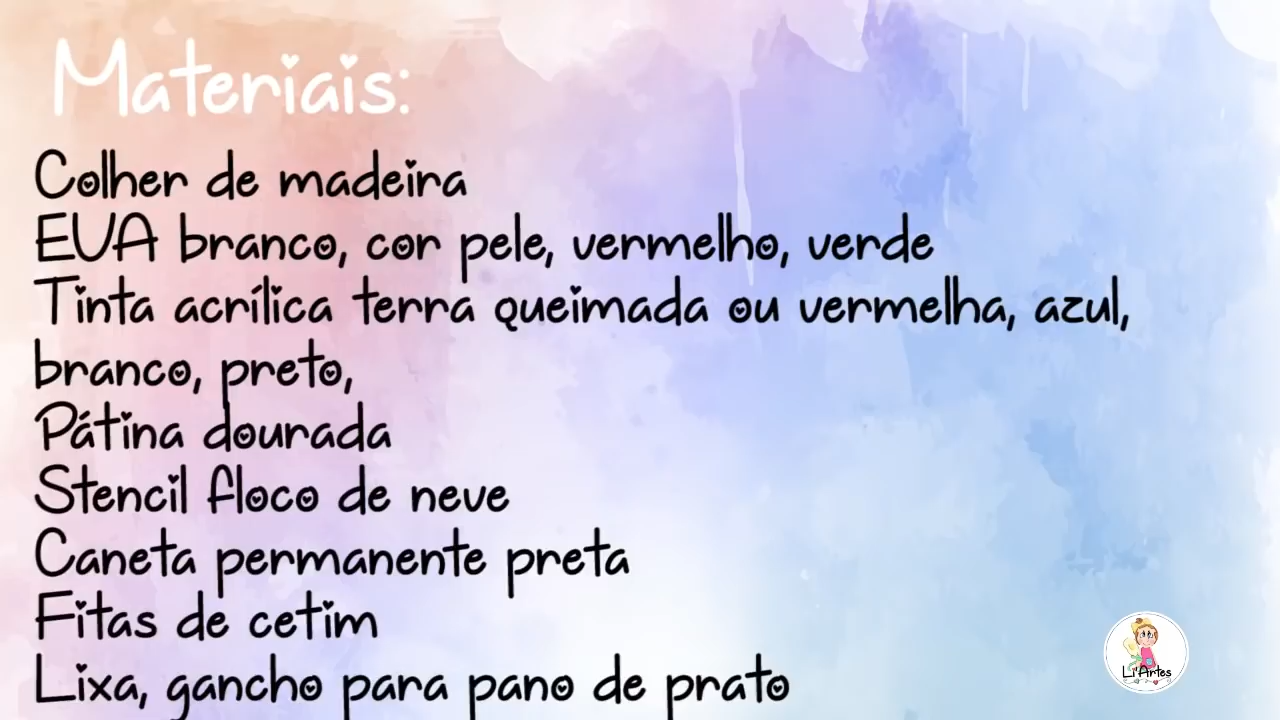 Materiais:
Colher de madeira
EVA branco, cor pele, vermelho, verde
Tinta acrílica terra queimada ou vermelha, azul,
branco, preto,
Pátina dourada
Stencil floco de neve
Caneta permanente preta
Fitas de cetim
Lixa, gancho para pano de prato
Li'Artes